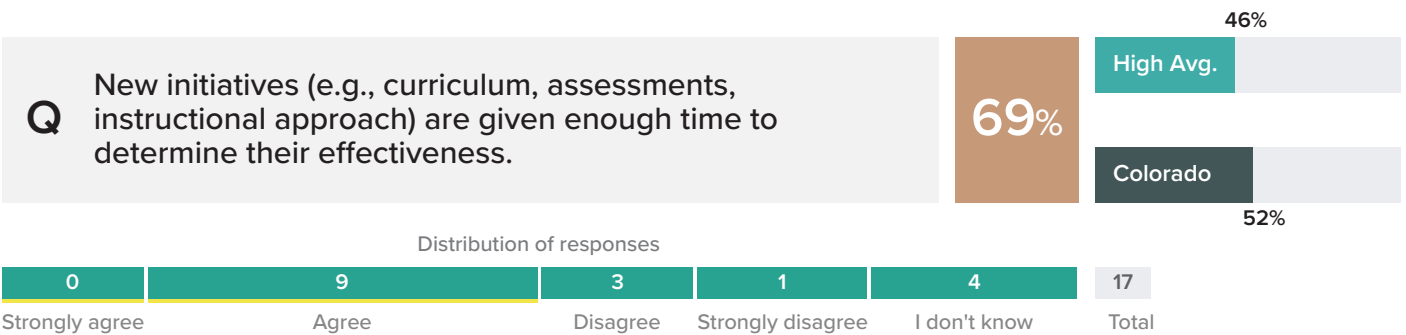 46%
Q
New initiatives (e.g., curriculum, assessments,
instructional approach) are given enough time to
determine their effectiveness.
69%
High Avg.
Colorado
52%
Distribution of responses
0 9 3 1 4 17
Strongly agree Agree Disagree Strongly disagree I don't know Total